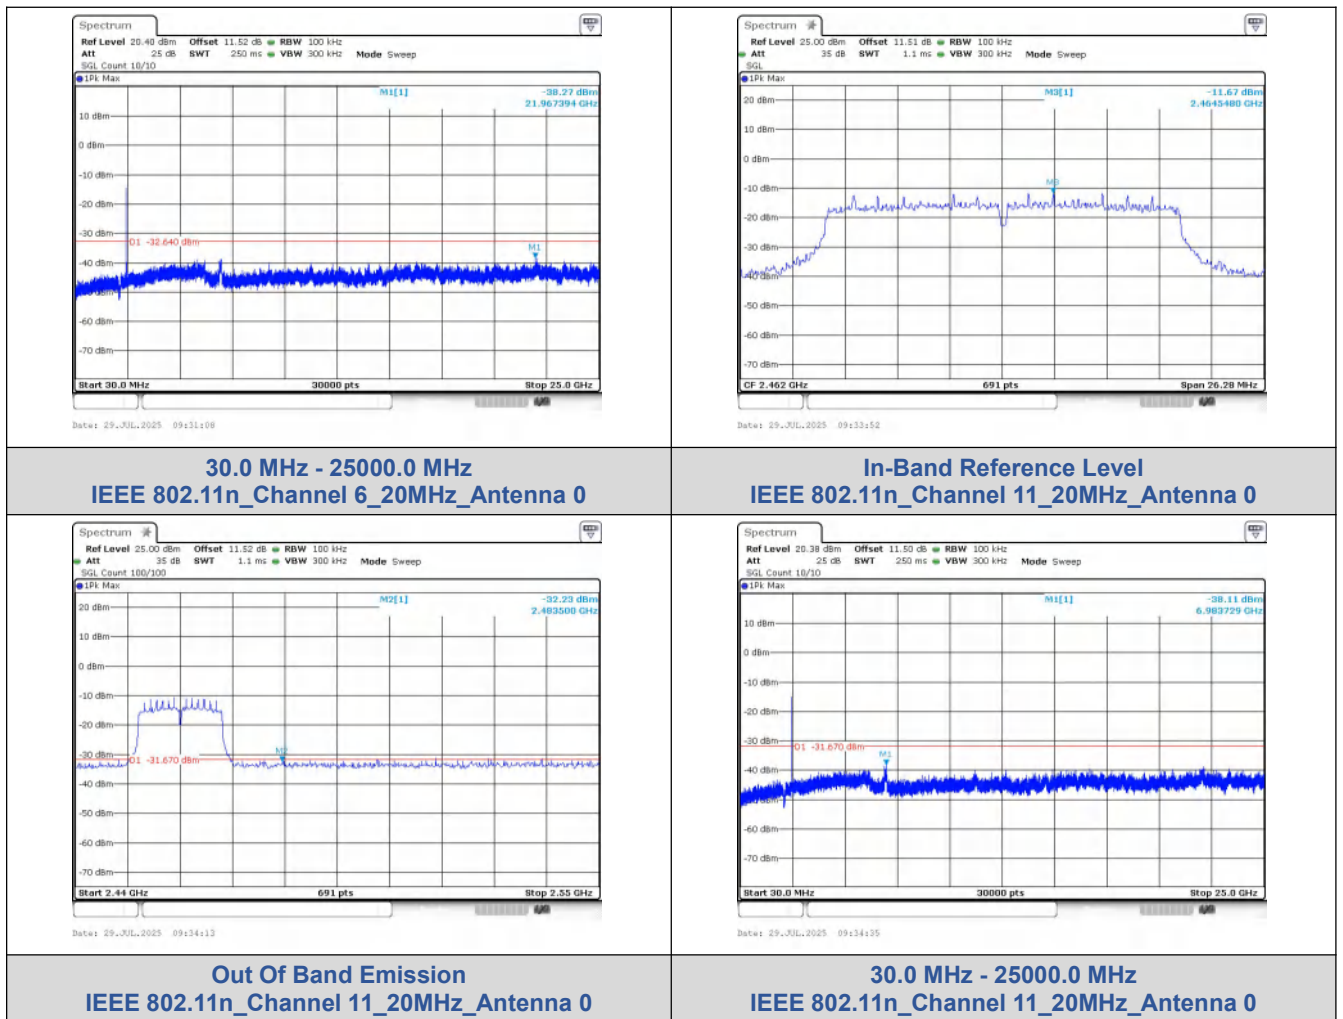 Spectrum
Ref Level 20.40 dBm Offset 11.52 dB RBW 100 kHz
Att 25 dB SWT 250 ms VBW 300 kHz Mode Sweep
SGL Count 10/10
1Pk Max
M1[1] -38.27 dBm
21.967394 GHz
10 dBm
0 dBm
-10 dBm
-20 dBm
-30 dBm
D1 -32.640 dBm
M1
-40 dBm
-60 dBm
-70 dBm
Start 30.0 MHz 30000 pts Stop 25.0 GHz
Date: 29.JUL.2025 09:31:08
30.0 MHz - 25000.0 MHz
IEEE 802.11n_Channel 6_20MHz_Antenna 0
Spectrum
Ref Level 25.00 dBm Offset 11.51 dB RBW 100 kHz
Att 35 dB SWT 1.1 ms VBW 300 kHz Mode Sweep
SGL
1Pk Max
M3[1] -11.67 dBm
2.4645480 GHz
20 dBm
10 dBm
0 dBm
-10 dBm
M3
-20 dBm
-30 dBm
-40 dBm
-50 dBm
-60 dBm
-70 dBm
CF 2.462 GHz 691 pts Span 26.28 MHz
Date: 29.JUL.2025 09:33:52
In-Band Reference Level
IEEE 802.11n_Channel 11_20MHz_Antenna 0
Spectrum
Ref Level 25.00 dBm Offset 11.52 dB RBW 100 kHz
Att 35 dB SWT 1.1 ms VBW 300 kHz Mode Sweep
SGL Count 100/100
1Pk Max
M2[1] -32.23 dBm
2.483500 GHz
20 dBm
10 dBm
0 dBm
-10 dBm
-20 dBm
-30 dBm
M2
D1 -31.670 dBm
-40 dBm
-50 dBm
-60 dBm
-70 dBm
Start 2.44 GHz 691 pts Stop 2.55 GHz
Date: 29.JUL.2025 09:34:13
Out Of Band Emission
IEEE 802.11n_Channel 11_20MHz_Antenna 0
Spectrum
Ref Level 20.38 dBm Offset 11.50 dB RBW 100 kHz
Att 25 dB SWT 250 ms VBW 300 kHz Mode Sweep
SGL Count 10/10
1Pk Max
M1[1] -38.11 dBm
6.983729 GHz
10 dBm
0 dBm
-10 dBm
-20 dBm
-30 dBm
D1 -31.670 dBm
M1
-40 dBm
-60 dBm
-70 dBm
Start 30.0 MHz 30000 pts Stop 25.0 GHz
Date: 29.JUL.2025 09:34:35
30.0 MHz - 25000.0 MHz
IEEE 802.11n_Channel 11_20MHz_Antenna 0